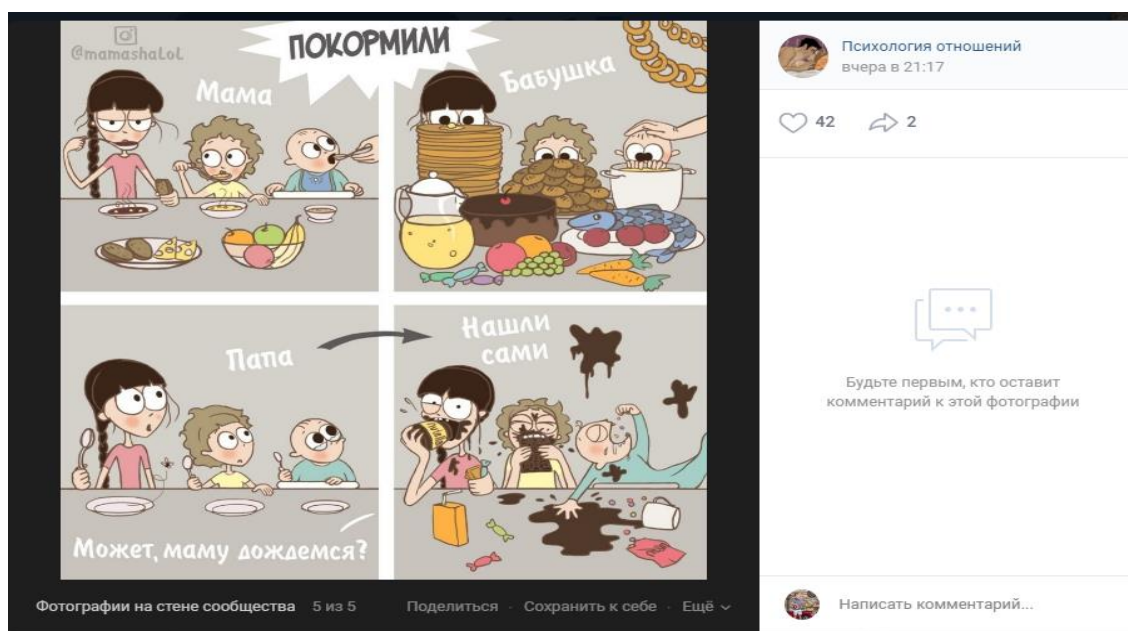 @mamashaLoL
ПОКОРМИЛИ
Мама
Бабушка
Папа
Нашли
сами
Может, маму дождемся?
Фотографии на стене сообщества 5 из 5 Поделиться · Сохранить к себе · Ещё
Психология отношений
вчера в 21:17
42 2
Будьте первым, кто оставит
комментарий к этой фотографии
Написать комментарий...